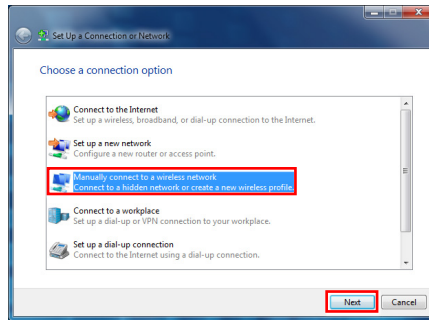 Set Up a Connection or Network
Choose a connection option
Connect to the Internet
Set up a wireless, broadband, or dial-up connection to the Internet.
Set up a new network
Configure a new router or access point.
Manually connect to a wireless network
Connect to a hidden network or create a new wireless profile.
Connect to a workplace
Set up a dial-up or VPN connection to your workplace.
Set up a dial-up connection
Connect to the Internet using a dial-up connection.
Next Cancel